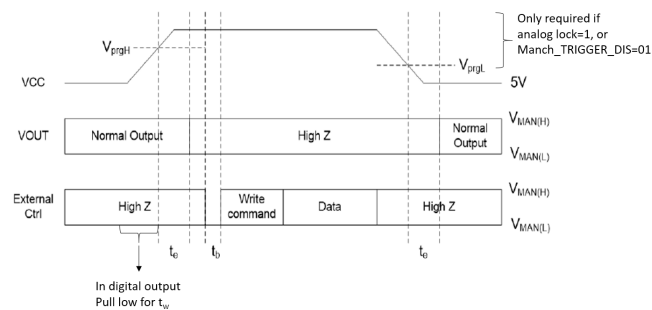 Only required if
analog lock=1, or
Manch_TRIGGER_DIS=01
VprgH
VprgL
VCC
5V
VOUT
Normal Output
High Z
Normal
Output
VMAN(H)
VMAN(L)
External
Ctrl
High Z
Write
command
Data
High Z
VMAN(H)
VMAN(L)
te
tb
te
In digital output
Pull low for tw